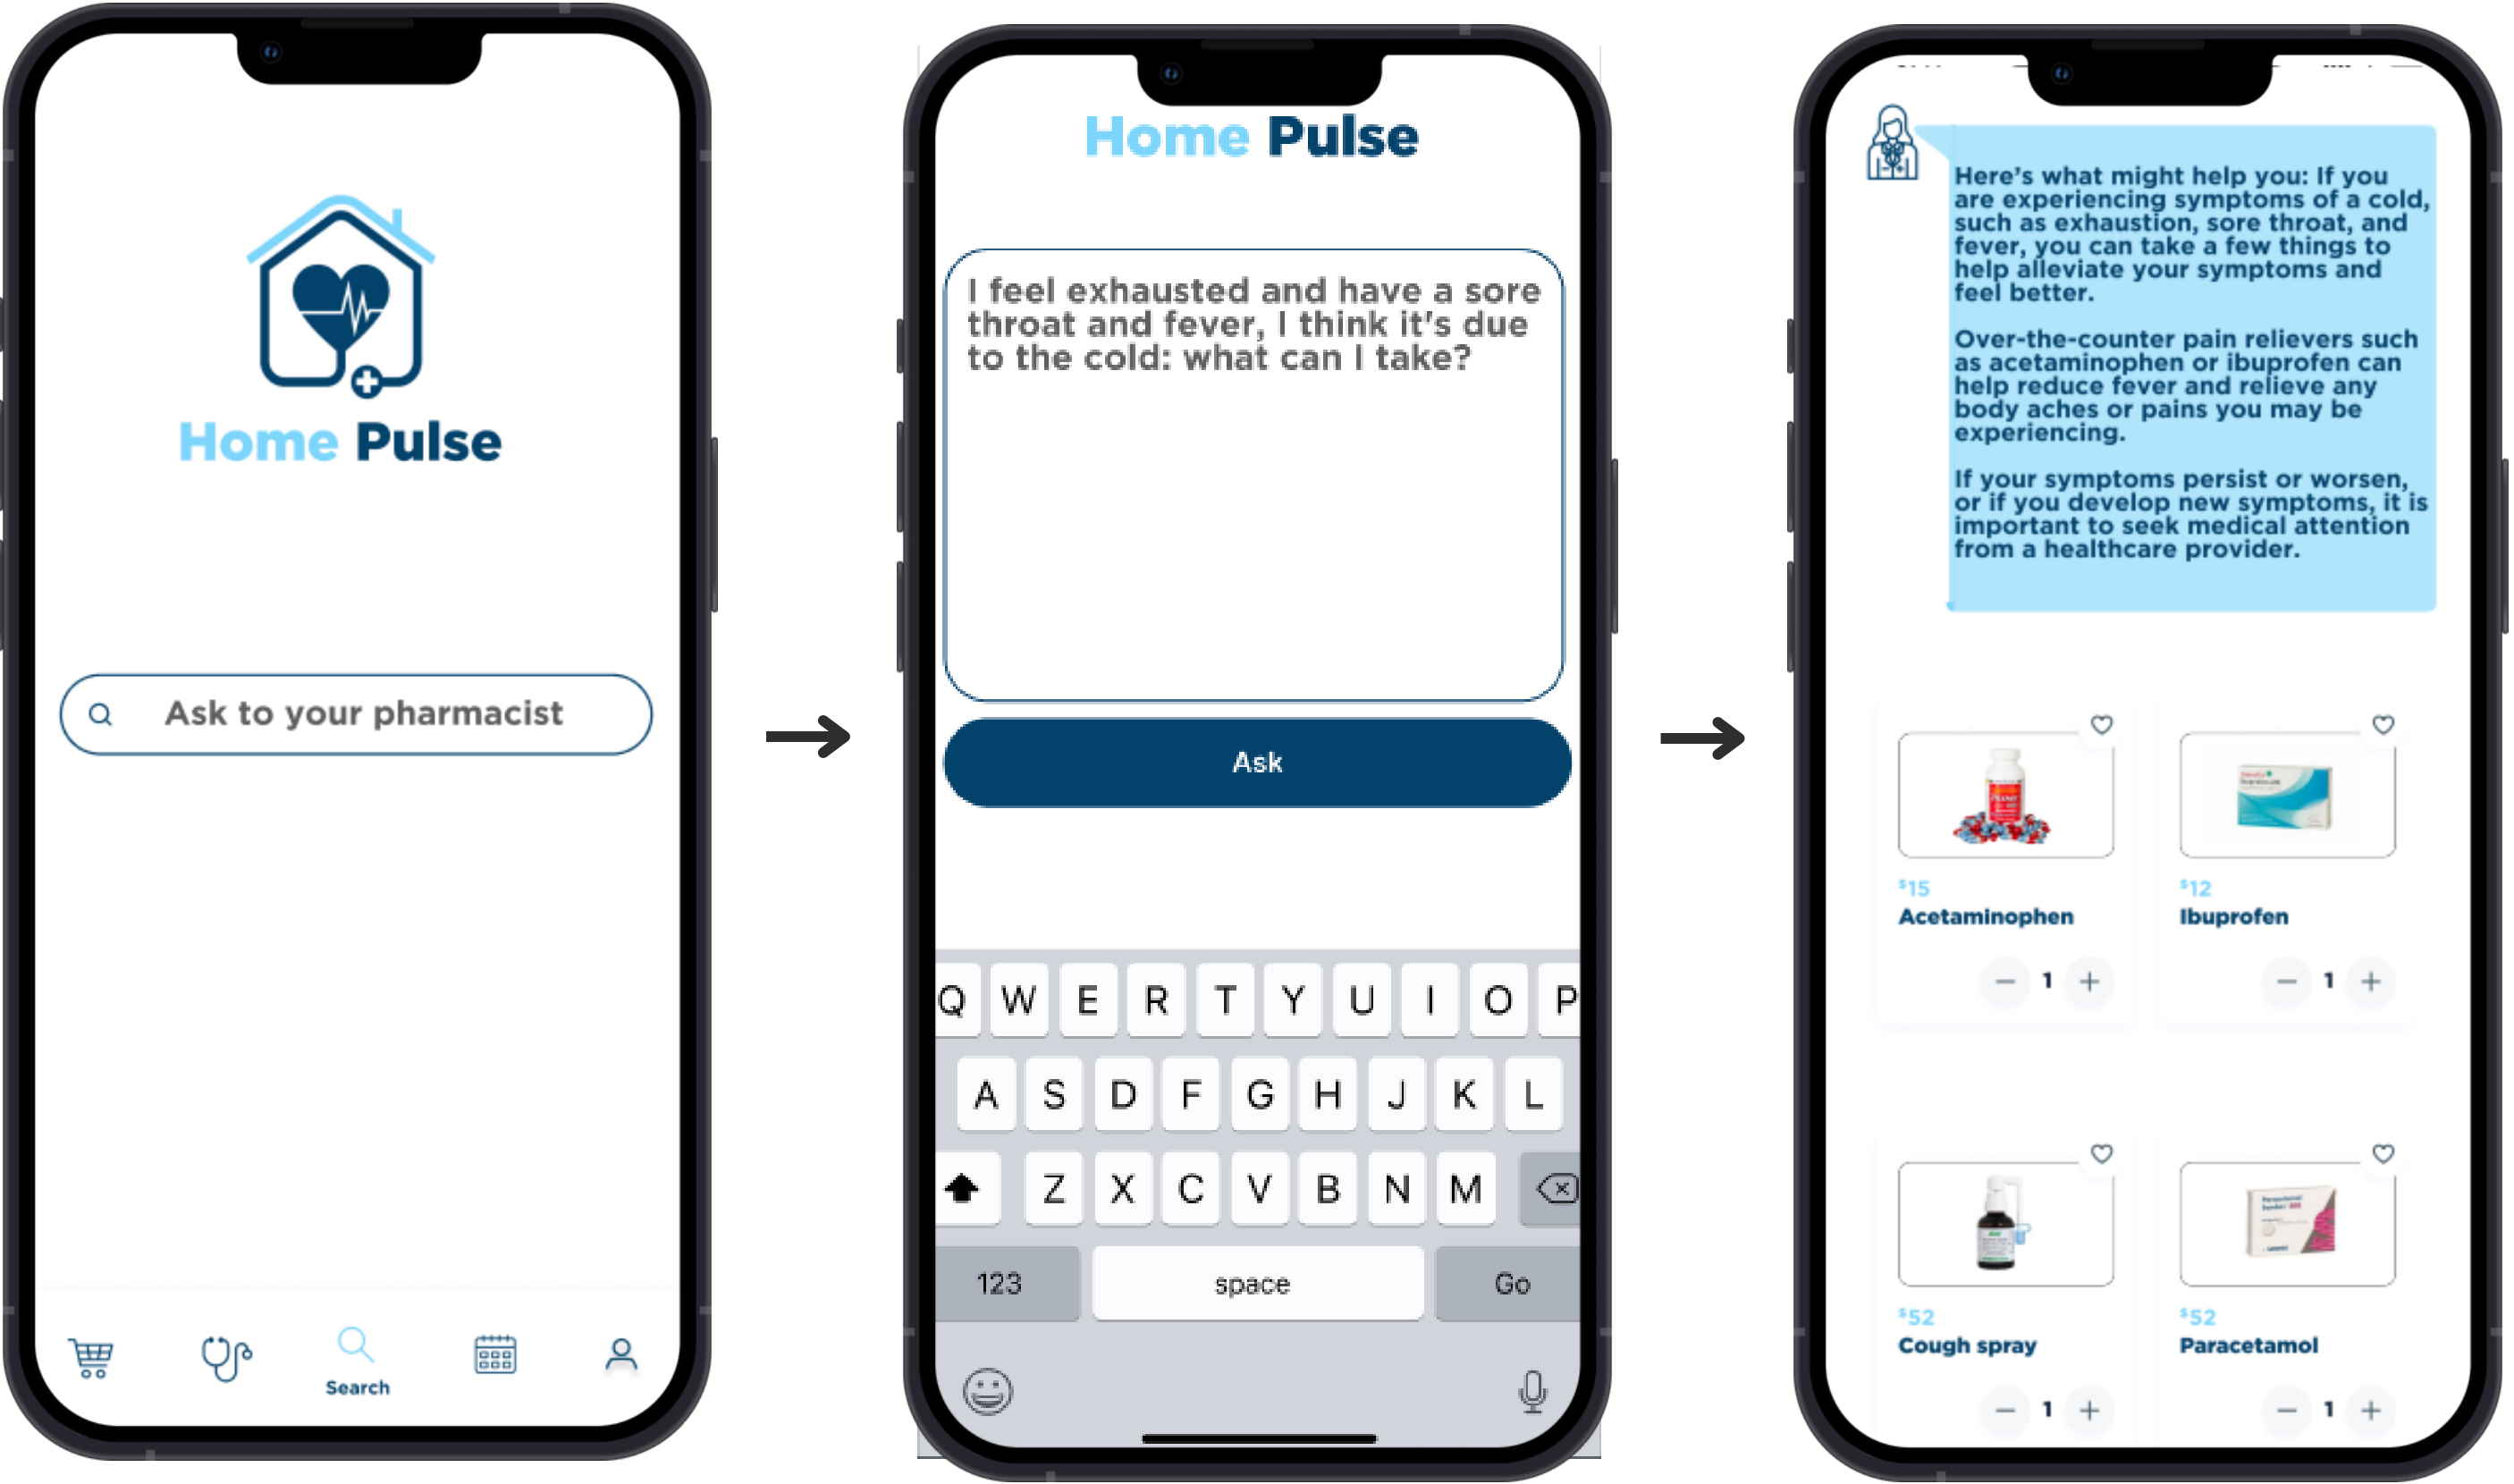 Home Pulse
Ask to your pharmacist
Search
Home Pulse
I feel exhausted and have a sore
throat and fever, I think it's due
to the cold: what can I take?
Ask
Q W E R T Y U I O P
A S D F G H J K L
Z X C V B N M
123 space Go
Here's what might help you: If you
are experiencing symptoms of a cold,
such as exhaustion, sore throat, and
fever, you can take a few things to
help alleviate your symptoms and
feel better.
Over-the-counter pain relievers such
as acetaminophen or ibuprofen can
help reduce fever and relieve any
body aches or pains you may be
experiencing.
If your symptoms persist or worsen,
or if you develop new symptoms, it is
important to seek medical attention
from a healthcare provider.
$15 $12
Acetaminophen Ibuprofen
1 1
Paracetamol
$52 $52
Cough spray Paracetamol
1 1